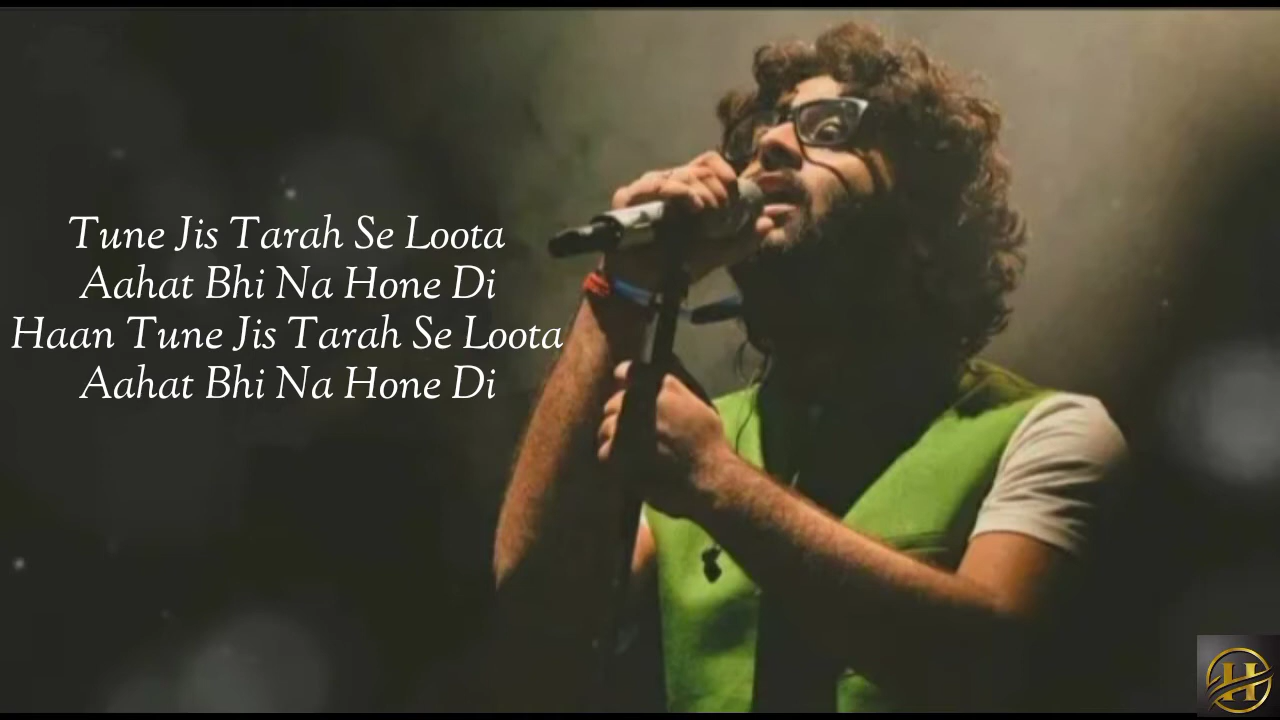 Tune Jis Tarah Se Loota
Aahat Bhi Na Hone Di
Haan Tune Jis Tarah Se Loota
Aahat Bhi Na Hone Di
H